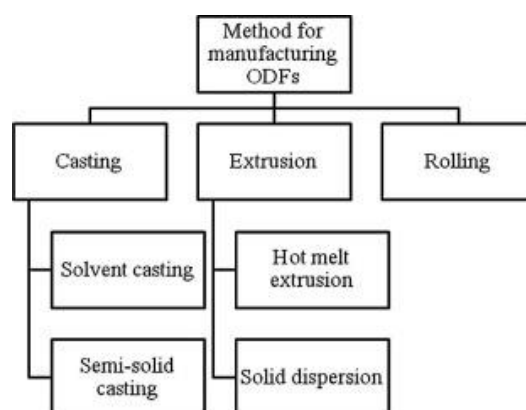 Method for
manufacturing
ODFs
Casting
Extrusion
Rolling
Solvent casting
Hot melt
extrusion
Semi-solid
casting
Solid dispersion